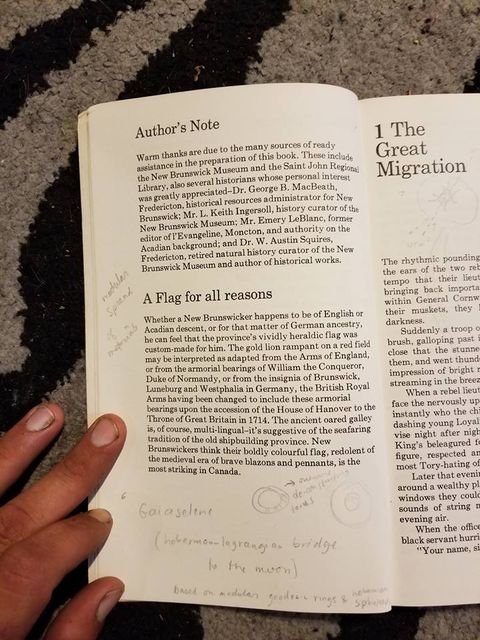 Author's Note
Warm thanks are due to the many sources of ready
assistance in the preparation of this book. These include
the New Brunswick Museum and the Saint John Regional
Library, also several historians whose personal interest
was greatly appreciated–Dr. George B. MacBeath,
Fredericton, historical resources administrator for New
Brunswick; Mr. L. Keith Ingersoll, history curator of the
New Brunswick Museum; Mr. Emery LeBlanc, former
editor of l'Evangeline, Moncton, and authority on the
Acadian background; and Dr. W. Austin Squires,
Fredericton, retired natural history curator of the New
Brunswick Museum and author of historical works.
A Flag for all reasons
Whether a New Brunswicker happens to be of English or
Acadian descent, or for that matter of German ancestry,
he can feel that the province's vividly heraldic flag was
custom-made for him. The gold lion rampant on a red field
may be interpreted as adapted from the Arms of England,
or from the armorial bearings of William the Conqueror,
Duke of Normandy, or from the insignia of Brunswick,
Luneburg and Westphalia in Germany, the British Royal
Arms having been changed to include these armorial
bearings upon the accession of the House of Hanover to the
Throne of Great Britain in 1714. The ancient oared galley
is, of course, multi-lingual–it's suggestive of the seafaring
tradition of the old shipbuilding province. New
Brunswickers think their boldly colourful flag, redolent of
the medieval era of brave blazons and pennants, is the
most striking in Canada.
modular
spread
of
materials
Gaiaselene
(hoberman-lagrangian bridge
to the moon)
based on modular geodesic rings & hoberman
spheres
1 The
Great
Migration
The rhythmic pounding
the ears of the two reb
tempo that their lieut
bringing back importa
within General Cornw
their muskets, they
darkness.
Suddenly a troop o
brush, galloping past i
close that the stunne
them, and went thunde
impression of bright r
streaming in the breez
When a rebel lieut
face the nervously up
instantly who the chi
dashing young Loyal
vise night after nigh
King's beleagured fo
figure, respected an
most Tory-hating of
Later that evenin
around a wealthy pl
windows they could
sounds of string m
evening air.
When the office
black servant hurri
"Your name, si